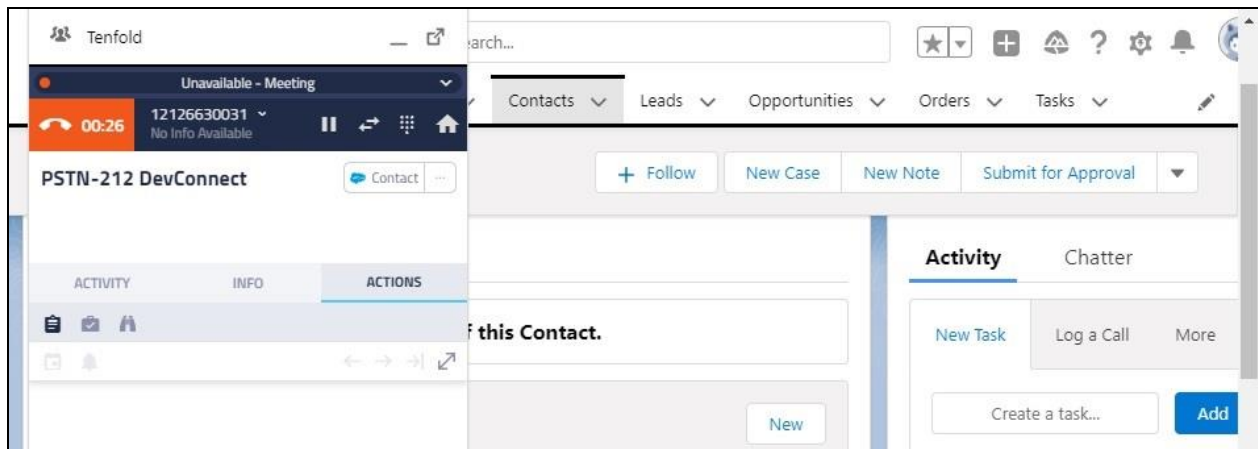 Tenfold
earch...
Unavailable - Meeting
Contacts Leads Opportunities Orders Tasks
00:26 12126630031
No Info Available
PSTN-212 DevConnect Contact ...
+ Follow New Case New Note Submit for Approval
ACTIVITY INFO ACTIONS
Activity Chatter
f this Contact.
New Task Log a Call More
New
Create a task... Add